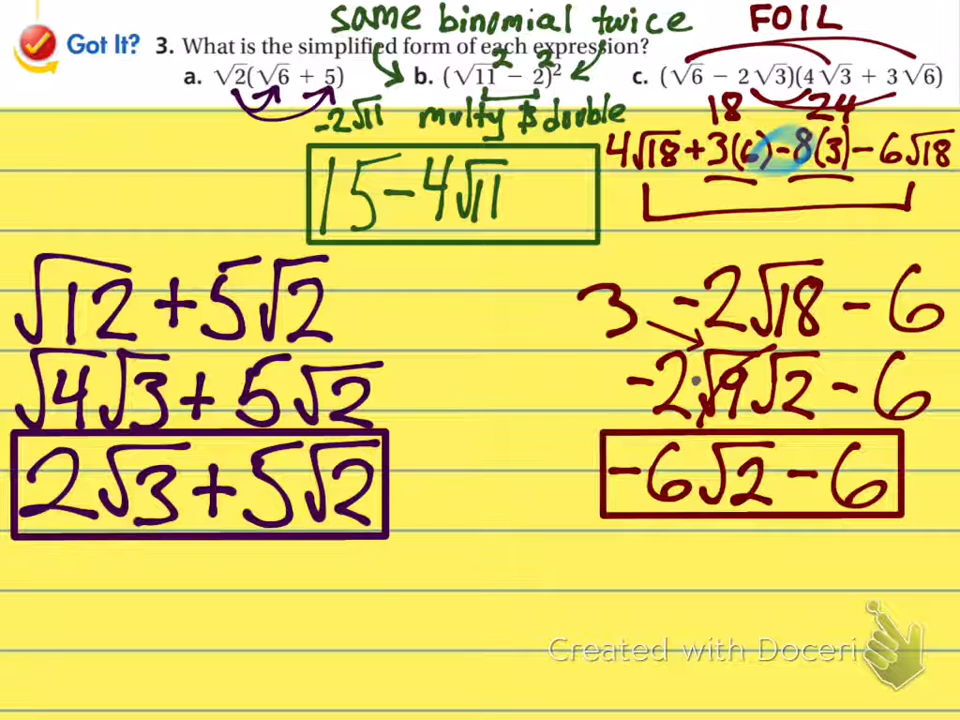 same binomial twice FOIL
Got It? 3. What is the simplified form of each expression?
a. √2(√6 + 5) b. (√11 − 2)² c. (√6 − 2√3)(4√3 + 3√6)
2 2
-2√11 multy & double 18 24
4√18 + 3(6) - 8(3) - 6√18
15 - 4√11
√12 + 5√2 3 -2√18 - 6
√4√3 + 5√2 -2·√9√2 - 6
2√3 + 5√2 -6√2 - 6
Created with Doceri